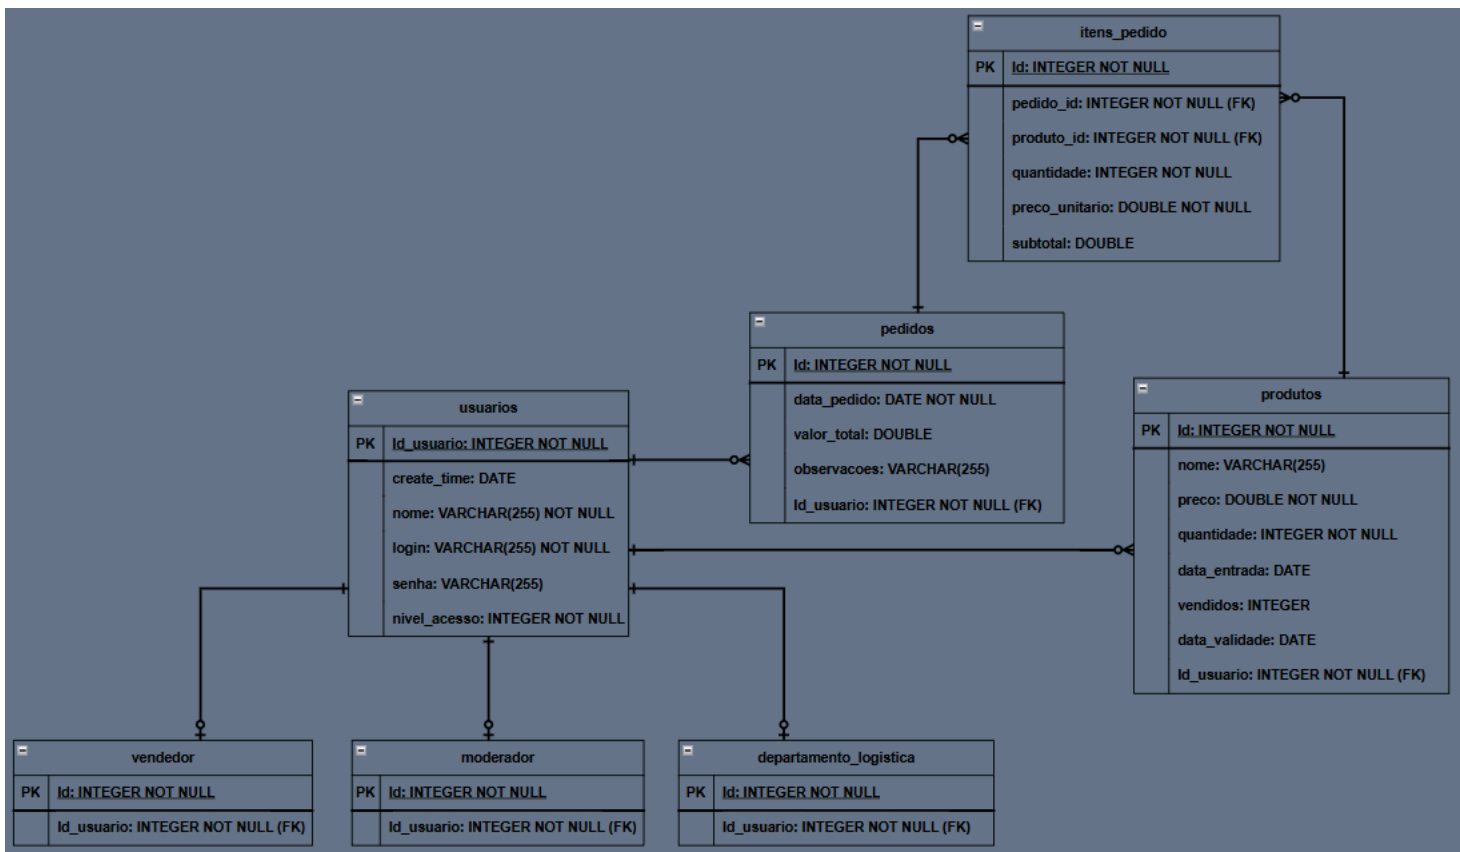 itens_pedido
PK Id: INTEGER NOT NULL
pedido_id: INTEGER NOT NULL (FK)
produto_id: INTEGER NOT NULL (FK)
quantidade: INTEGER NOT NULL
preco_unitario: DOUBLE NOT NULL
subtotal: DOUBLE
pedidos
PK Id: INTEGER NOT NULL
data_pedido: DATE NOT NULL
valor_total: DOUBLE
observacoes: VARCHAR(255)
Id_usuario: INTEGER NOT NULL (FK)
produtos
PK Id: INTEGER NOT NULL
nome: VARCHAR(255)
preco: DOUBLE NOT NULL
quantidade: INTEGER NOT NULL
data_entrada: DATE
vendidos: INTEGER
data_validade: DATE
Id_usuario: INTEGER NOT NULL (FK)
usuarios
PK Id_usuario: INTEGER NOT NULL
create_time: DATE
nome: VARCHAR(255) NOT NULL
login: VARCHAR(255) NOT NULL
senha: VARCHAR(255)
nivel_acesso: INTEGER NOT NULL
vendedor
PK Id: INTEGER NOT NULL
Id_usuario: INTEGER NOT NULL (FK)
moderador
PK Id: INTEGER NOT NULL
Id_usuario: INTEGER NOT NULL (FK)
departamento_logistica
PK Id: INTEGER NOT NULL
Id_usuario: INTEGER NOT NULL (FK)